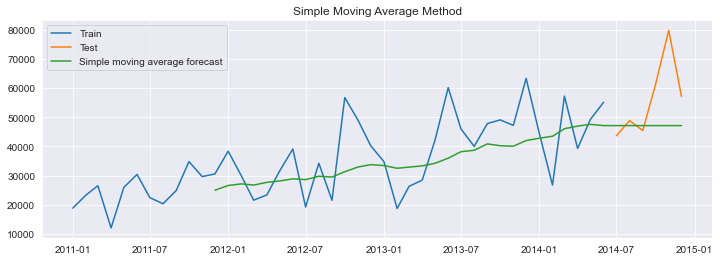 Simple Moving Average Method
Train
Test
Simple moving average forecast
80000
70000
60000
50000
40000
30000
20000
10000
2011-01 2011-07 2012-01 2012-07 2013-01 2013-07 2014-01 2014-07 2015-01